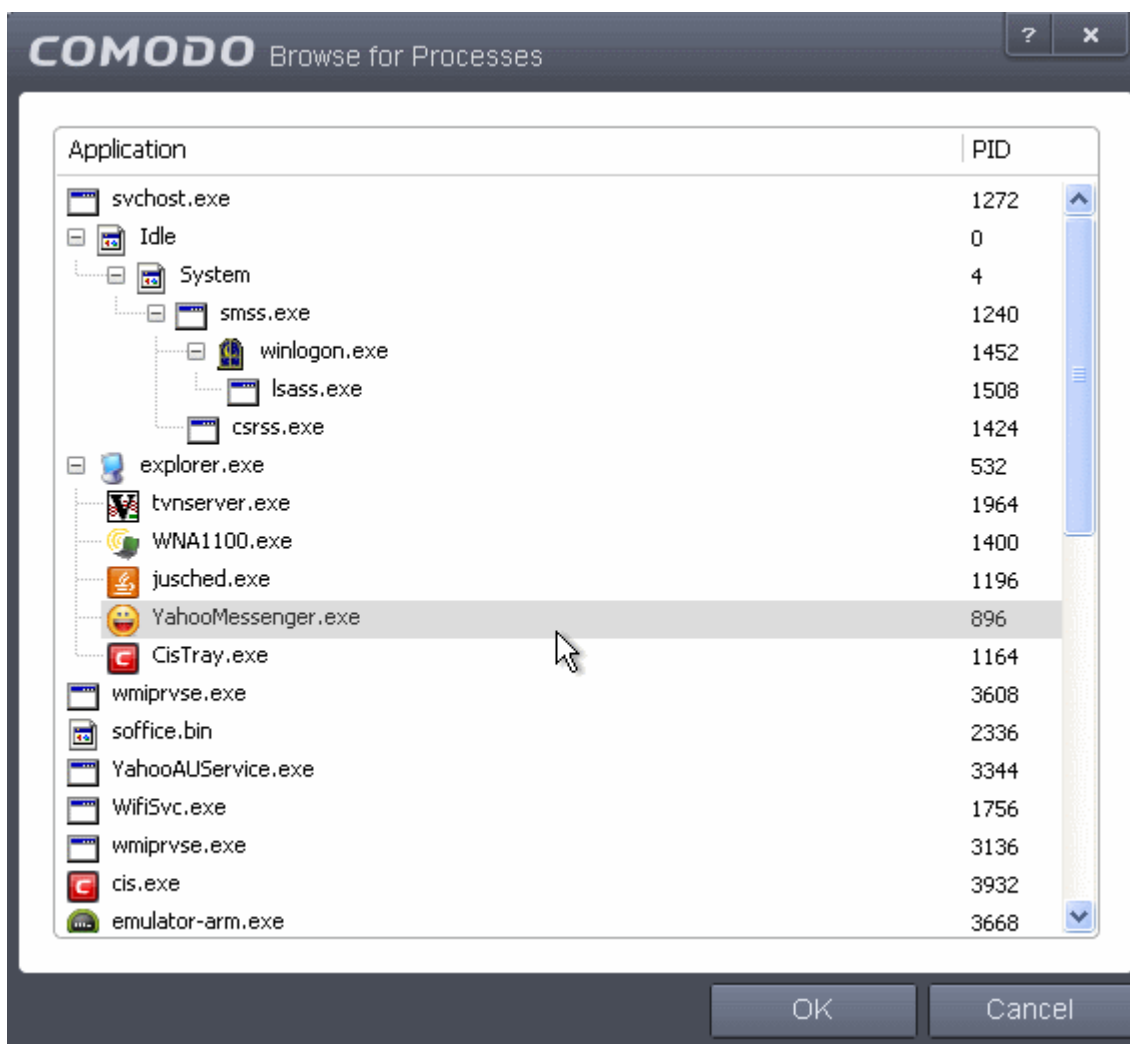 COMODO Browse for Processes ? x
Application PID
svchost.exe 1272
Idle 0
System 4
smss.exe 1240
winlogon.exe 1452
lsass.exe 1508
csrss.exe 1424
explorer.exe 532
tvnserver.exe 1964
WNA1100.exe 1400
jusched.exe 1196
YahooMessenger.exe 896
CisTray.exe 1164
wmiprvse.exe 3608
soffice.bin 2336
YahooAUService.exe 3344
WifiSvc.exe 1756
wmiprvse.exe 3136
cis.exe 3932
emulator-arm.exe 3668
OK Cancel